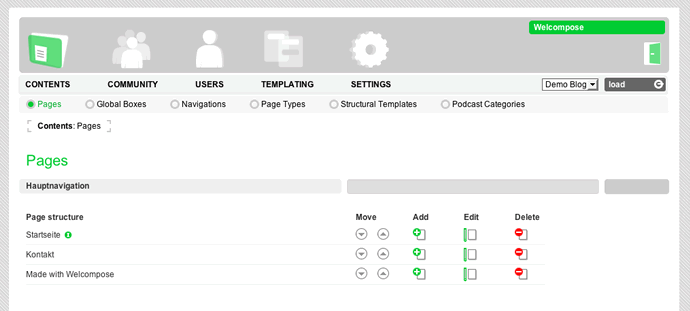 Welcompose
CONTENTS COMMUNITY USERS TEMPLATING SETTINGS Demo Blog load
Pages Global Boxes Navigations Page Types Structural Templates Podcast Categories
Contents: Pages
Pages
Hauptnavigation
Page structure Move Add Edit Delete
Startseite
Kontakt
Made with Welcompose